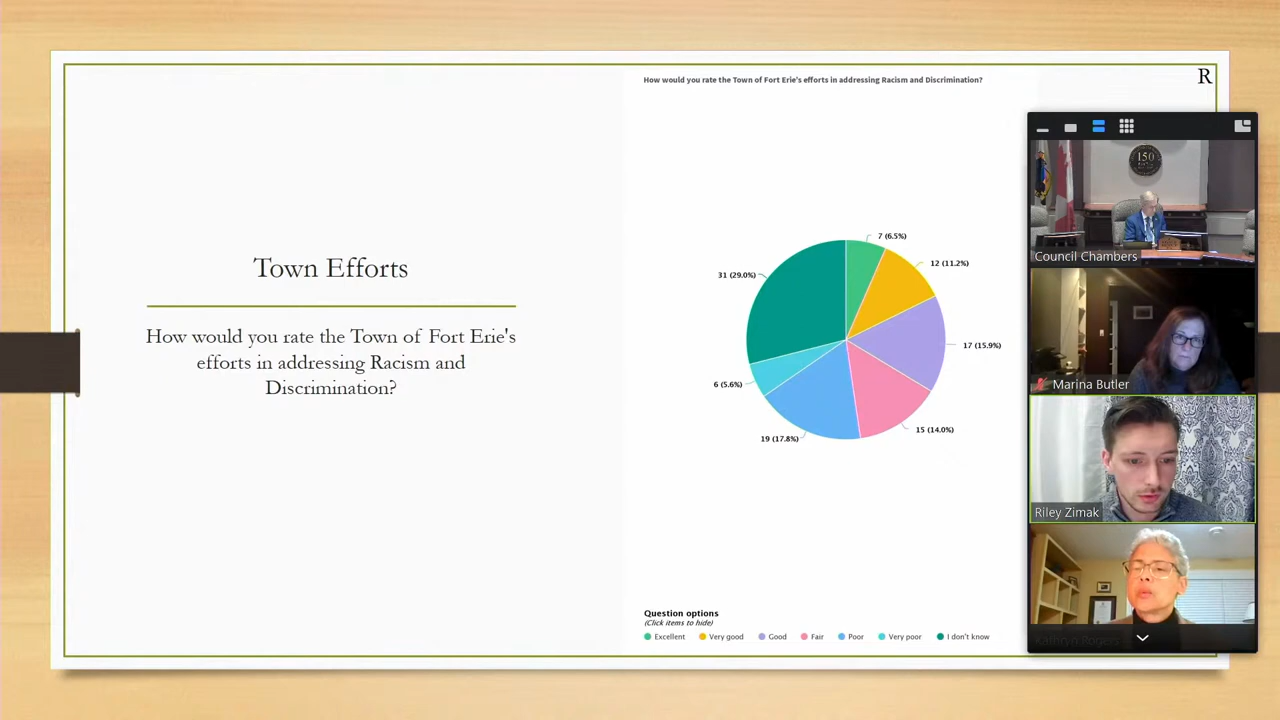 How would you rate the Town of Fort Erie's efforts in addressing Racism and Discrimination?
R
Town Efforts
How would you rate the Town of Fort Erie's
efforts in addressing Racism and
Discrimination?
7 (6.5%)
12 (11.2%)
31 (29.0%)
17 (15.9%)
6 (5.6%)
15 (14.0%)
19 (17.8%)
Question options
(Click items to hide)
Excellent Very good Good Fair Poor Very poor I don't know
150
Council Chambers
Marina Butler
Riley Zimak
Kathryn Rogers